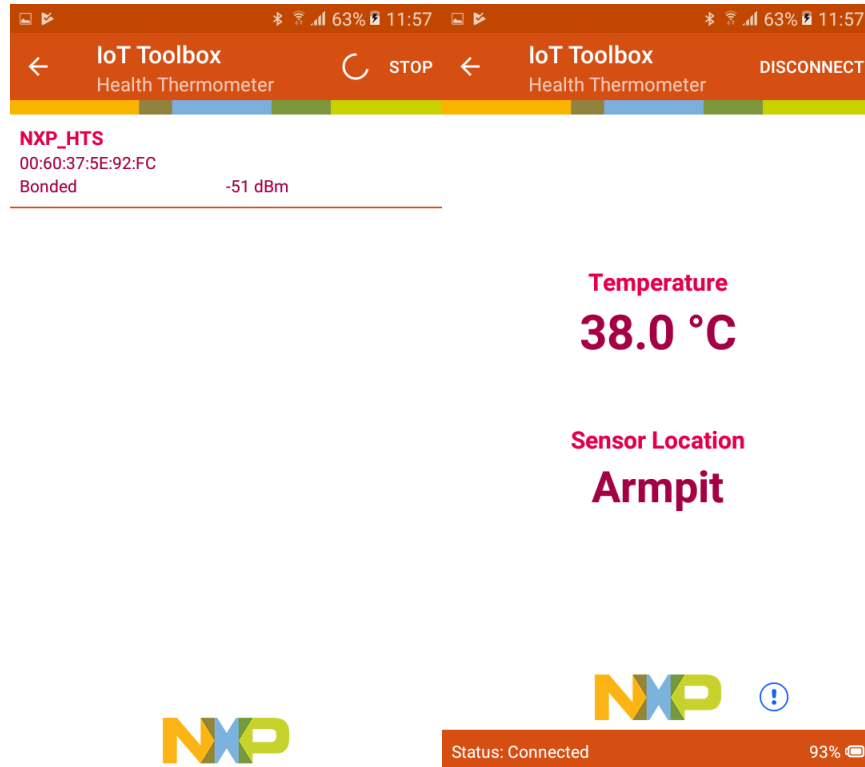 63% 11:57
IoT Toolbox
Health Thermometer
STOP
NXP_HTS
00:60:37:5E:92:FC
Bonded -51 dBm
NXP
63% 11:57
IoT Toolbox
Health Thermometer
DISCONNECT
Temperature
38.0 °C
Sensor Location
Armpit
NXP
Status: Connected 93%